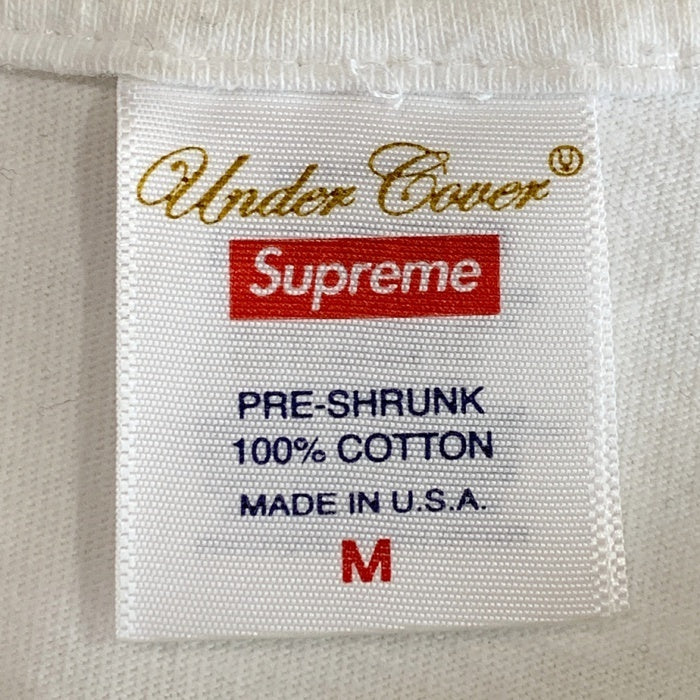 Under Cover
Supreme
PRE-SHRUNK
100% COTTON
MADE IN U.S.A.
M